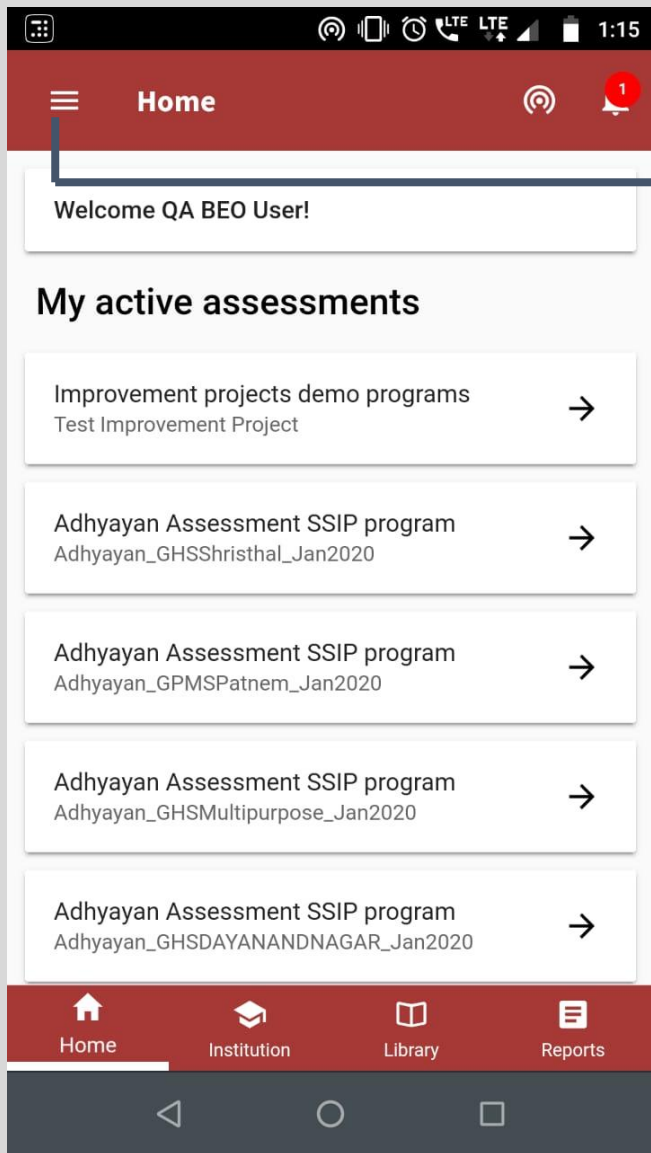 LTE LTE 1:15
Home 1
Welcome QA BEO User!
My active assessments
Improvement projects demo programs
Test Improvement Project
Adhyayan Assessment SSIP program
Adhyayan_GHSShristhal_Jan2020
Adhyayan Assessment SSIP program
Adhyayan_GPMSPatnem_Jan2020
Adhyayan Assessment SSIP program
Adhyayan_GHSMultipurpose_Jan2020
Adhyayan Assessment SSIP program
Adhyayan_GHSDAYANANDNAGAR_Jan2020
Home Institution Library Reports